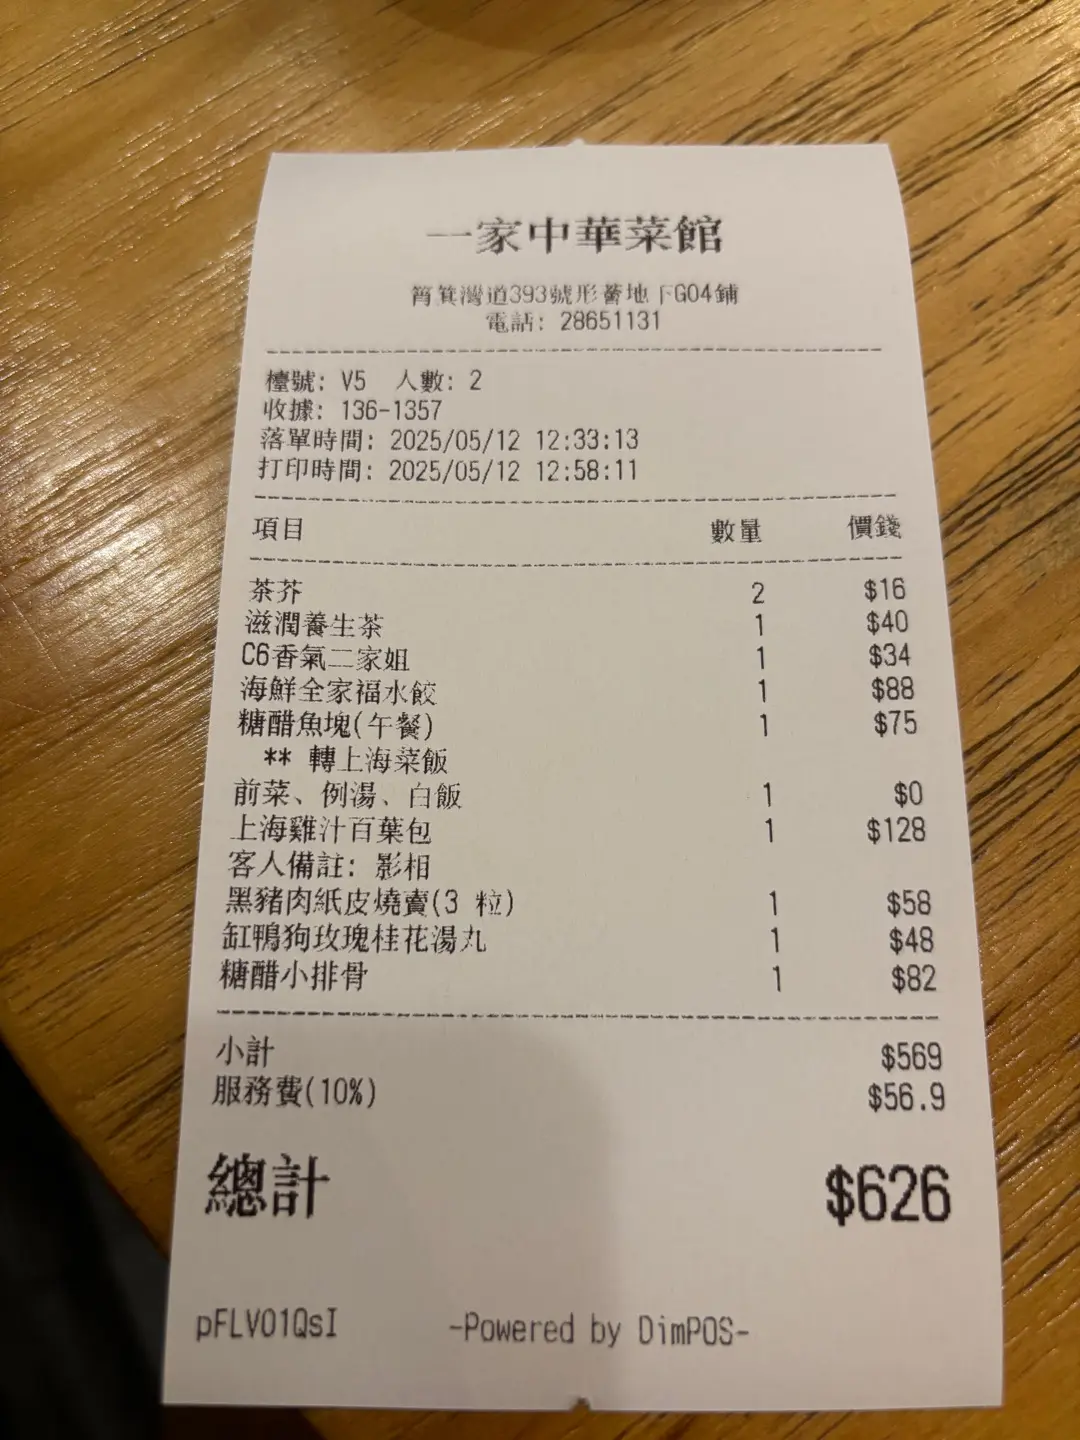 一家中華菜館
筲箕灣道393號形薈地下G04鋪
電話: 28651131
檯號: V5 人數: 2
收據: 136-1357
落單時間: 2025/05/12 12:33:13
打印時間: 2025/05/12 12:58:11
項目 數量 價錢
茶芥 2 $16
滋潤養生茶 1 $40
C6香氣二家姐 1 $34
海鮮全家福水餃 1 $88
糖醋魚塊(午餐) 1 $75
** 轉上海菜飯
前菜、例湯、白飯 1 $0
上海雞汁百葉包 1 $128
客人備註: 影相
黑豬肉紙皮燒賣(3 粒) 1 $58
缸鴨狗玫瑰桂花湯丸 1 $48
糖醋小排骨 1 $82
小計 $569
服務費(10%) $56.9
總計 $626
pFLV01QsI -Powered by DimPOS-